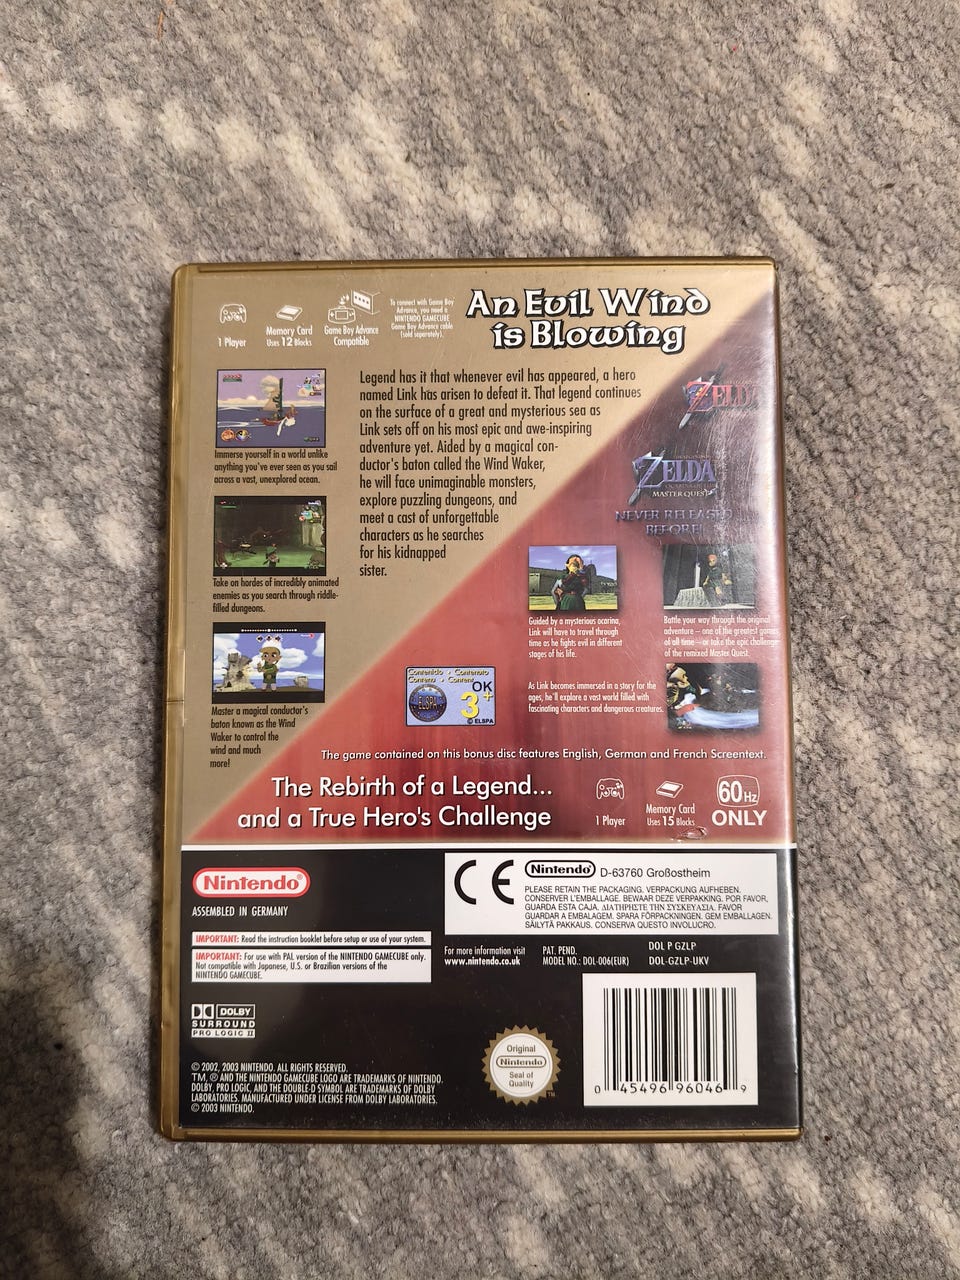 1 Player
Memory Card
Uses 12 Blocks
Game Boy Advance
Compatible
To connect with Game Boy
Advance, you need a
NINTENDO GAMECUBE
Game Boy Advance cable
(sold separately).
An Evil Wind
is Blowing
Legend has it that whenever evil has appeared, a hero
named Link has arisen to defeat it. That legend continues
on the surface of a great and mysterious sea as
Link sets off on his most epic and awe-inspiring
adventure yet. Aided by a magical con-
ductor's baton called the Wind Waker,
he will face unimaginable monsters,
explore puzzling dungeons, and
meet a cast of unforgettable
characters as he searches
for his kidnapped
sister.
Immerse yourself in a world unlike
anything you've ever seen as you sail
across a vast, unexplored ocean.
Take on hordes of incredibly animated
enemies as you search through riddle-
filled dungeons.
Master a magical conductor's
baton known as the Wind
Waker to control the
wind and much
more!
ZELDA
ZELDA
OCARINA OF TIME
MASTER QUEST
NEVER RELEASED
BEFORE!
Guided by a mysterious ocarina,
Link will have to travel through
time as he fights evil in different
stages of his life.
Battle your way through the original
adventure – one of the greatest games
of all time – or take the epic challenge
of the remixed Master Quest.
As Link becomes immersed in a story for the
ages, he'll explore a vast world filled with
fascinating characters and dangerous creatures.
Contenido • Contenuto
Contenu • Content
ELSPA
OK
3+
© ELSPA
The game contained on this bonus disc features English, German and French Screentext.
The Rebirth of a Legend...
and a True Hero's Challenge
1 Player
Memory Card
Uses 15 Blocks
60Hz
ONLY
Nintendo®
ASSEMBLED IN GERMANY
IMPORTANT: Read the instruction booklet before setup or use of your system.
IMPORTANT: For use with PAL version of the NINTENDO GAMECUBE only.
Not compatible with Japanese, U.S. or Brazilian versions of the
NINTENDO GAMECUBE.
CE
Nintendo® D-63760 Großostheim
PLEASE RETAIN THE PACKAGING. VERPACKUNG AUFHEBEN.
CONSERVER L'EMBALLAGE. BEWAAR DEZE VERPAKKING. POR FAVOR,
GUARDA ESTA CAJA. ΔΙΑΤΗΡΗΣΤΕ ΤΗΝ ΣΥΣΚΕΥΑΣΙΑ. FAVOR
GUARDAR A EMBALAGEM. SPARA FÖRPACKNINGEN. GEM EMBALLAGEN.
SÄILYTÄ PAKKAUS. CONSERVA QUESTO INVOLUCRO.
For more information visit
www.nintendo.co.uk
PAT. PEND.
MODEL NO.: DOL-006(EUR)
DOL P GZLP
DOL-GZLP-UKV
DOLBY
SURROUND
PRO LOGIC II
© 2002, 2003 NINTENDO. ALL RIGHTS RESERVED.
TM, ® AND THE NINTENDO GAMECUBE LOGO ARE TRADEMARKS OF NINTENDO.
DOLBY, PRO LOGIC, AND THE DOUBLE-D SYMBOL ARE TRADEMARKS OF DOLBY
LABORATORIES. MANUFACTURED UNDER LICENSE FROM DOLBY LABORATORIES.
© 2003 NINTENDO.
Original
Nintendo
Seal of
Quality
TM
0 45496 96046 9